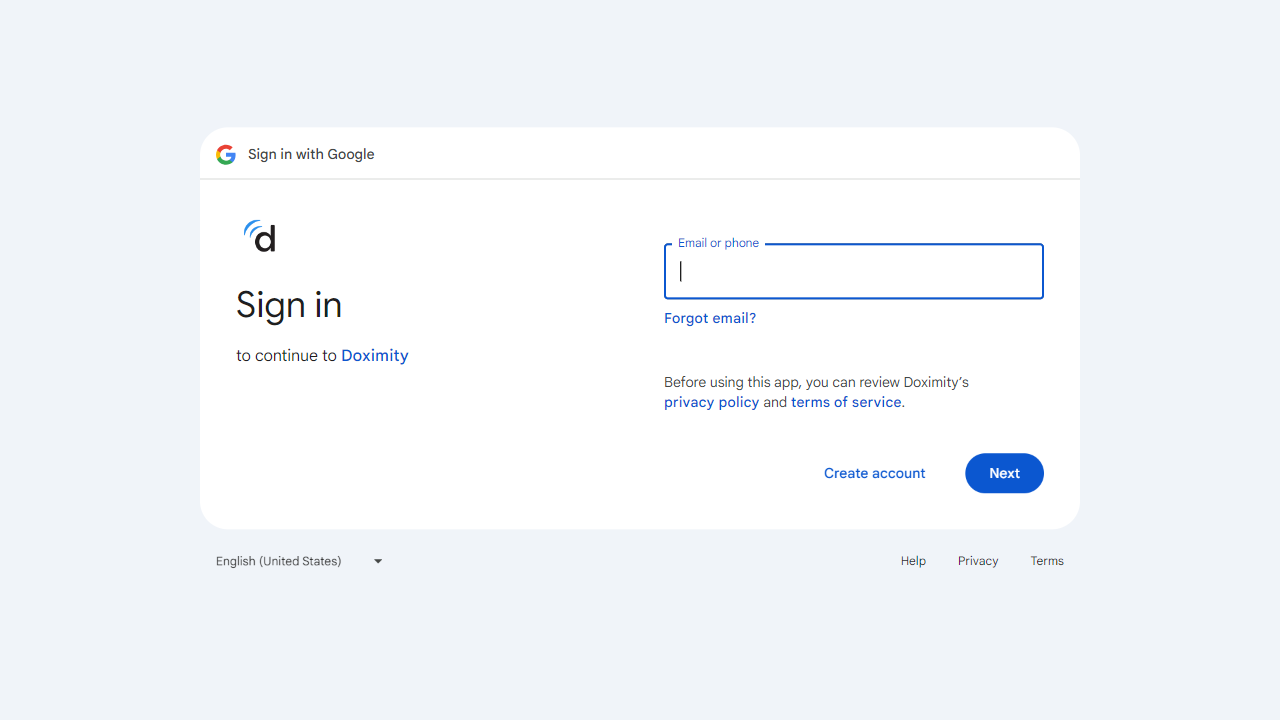 Sign in with Google
d
Sign in
to continue to Doximity
Email or phone
Forgot email?
Before using this app, you can review Doximity’s
privacy policy and terms of service.
Create account
Next
English (United States)
Help
Privacy
Terms